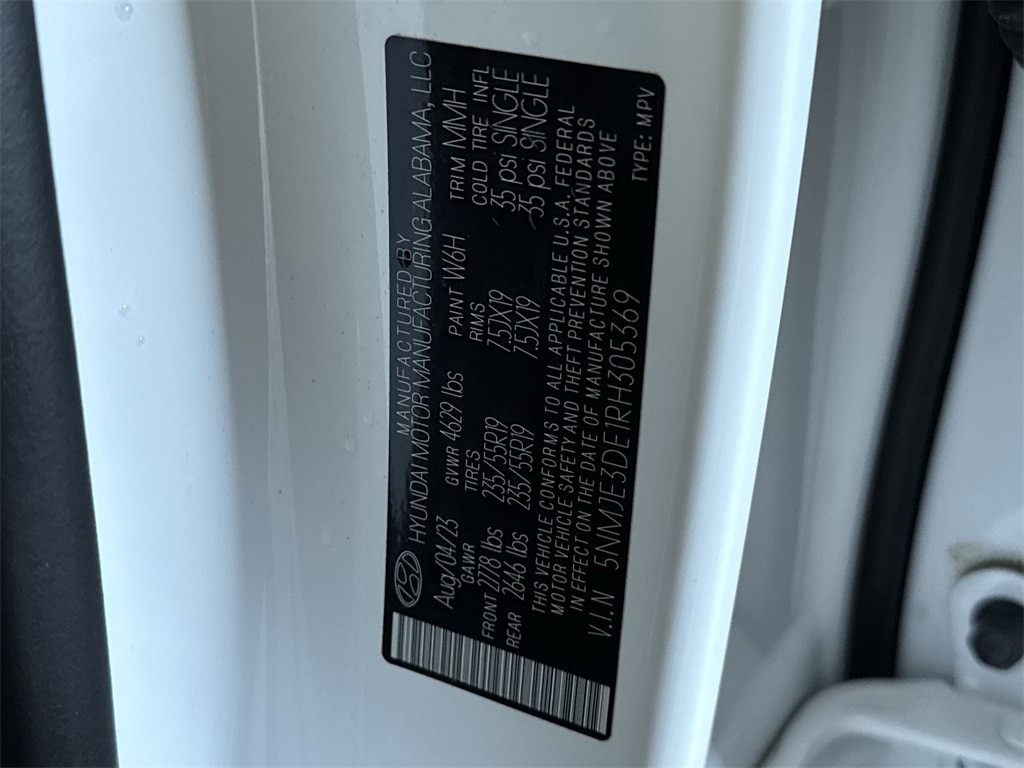 MANUFACTURED BY
HYUNDAI MOTOR MANUFACTURING ALABAMA, LLC
Aug/04/23 GVWR 4629 lbs PAINT W6H TRIM MMH
GAWR TIRES RIMS COLD TIRE INFL
FRONT 2778 lbs 235/55R19 7.5JX19 35 psi SINGLE
REAR 2646 lbs 235/55R19 7.5JX19 35 psi SINGLE
THIS VEHICLE CONFORMS TO ALL APPLICABLE U.S.A. FEDERAL
MOTOR VEHICLE SAFETY AND THEFT PREVENTION STANDARDS
IN EFFECT ON THE DATE OF MANUFACTURE SHOWN ABOVE
V.I.N 5NMJE3DE1RH305369 TYPE: MPV